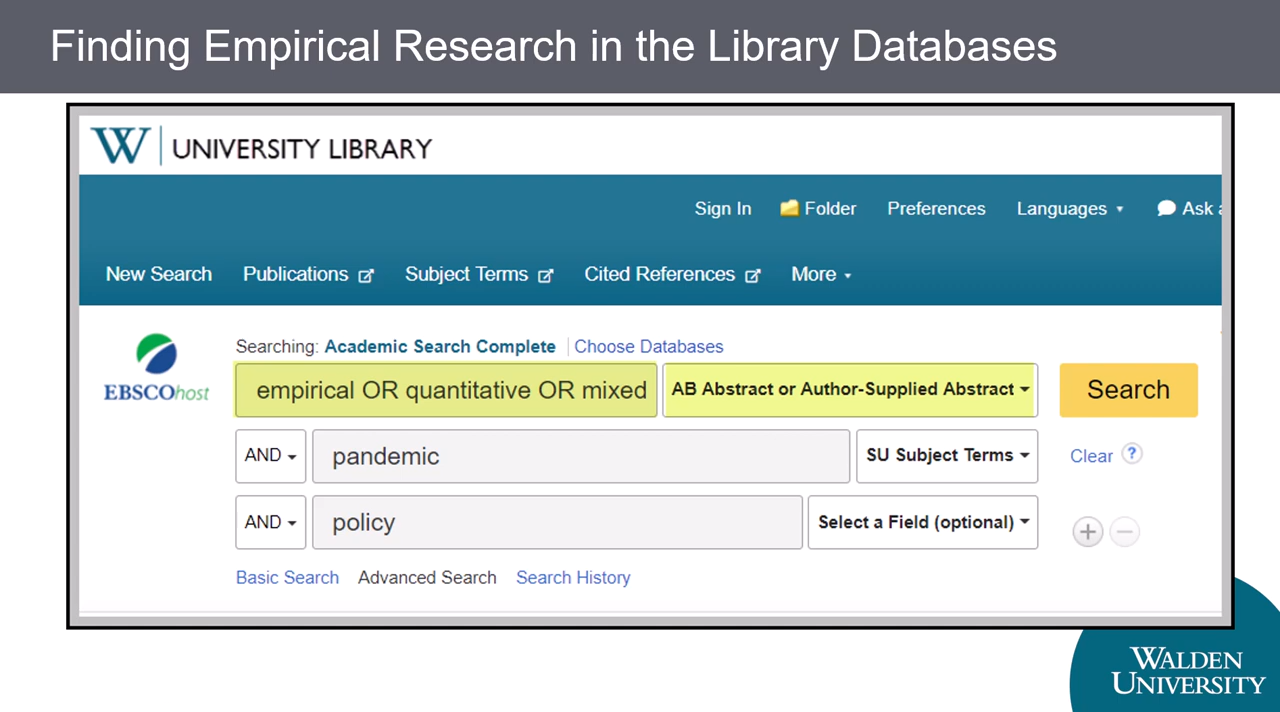 Finding Empirical Research in the Library Databases
W UNIVERSITY LIBRARY
Sign In Folder Preferences Languages Ask a
New Search Publications Subject Terms Cited References More
EBSCOhost
Searching: Academic Search Complete Choose Databases
empirical OR quantitative OR mixed AB Abstract or Author-Supplied Abstract Search
AND pandemic SU Subject Terms Clear ?
AND policy Select a Field (optional) + −
Basic Search Advanced Search Search History
WALDEN
UNIVERSITY